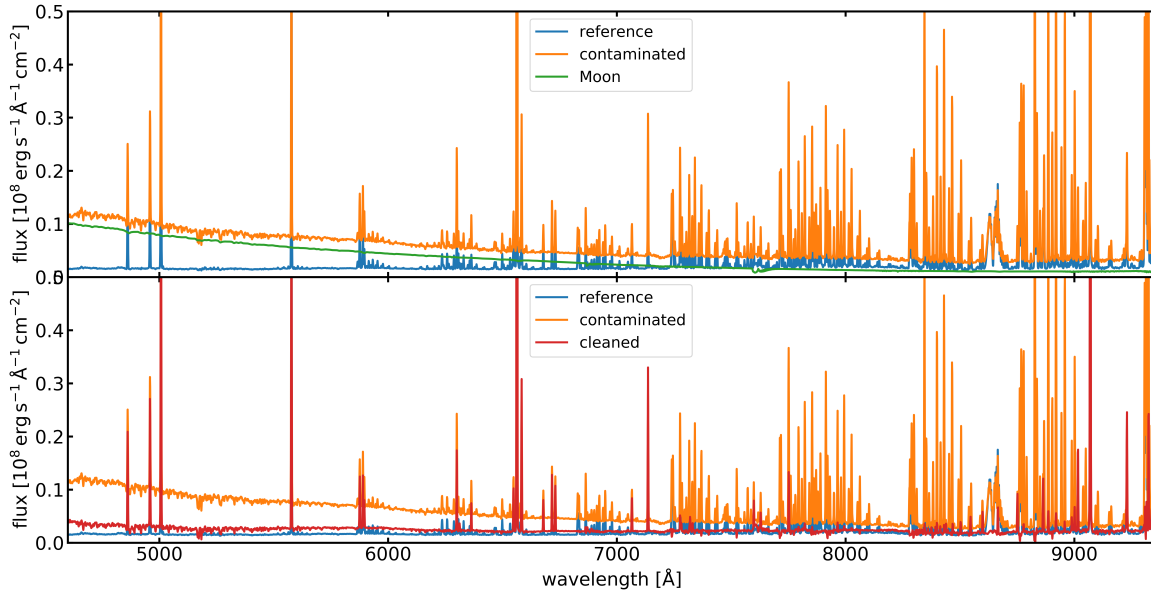 0.5
0.4
0.3
0.2
0.1
0.0
flux [10⁸ erg s⁻¹ Å⁻¹ cm⁻²]
reference
contaminated
Moon
0.4
0.3
0.2
0.1
0.0
flux [10⁸ erg s⁻¹ Å⁻¹ cm⁻²]
reference
contaminated
cleaned
5000 6000 7000 8000 9000
wavelength [Å]